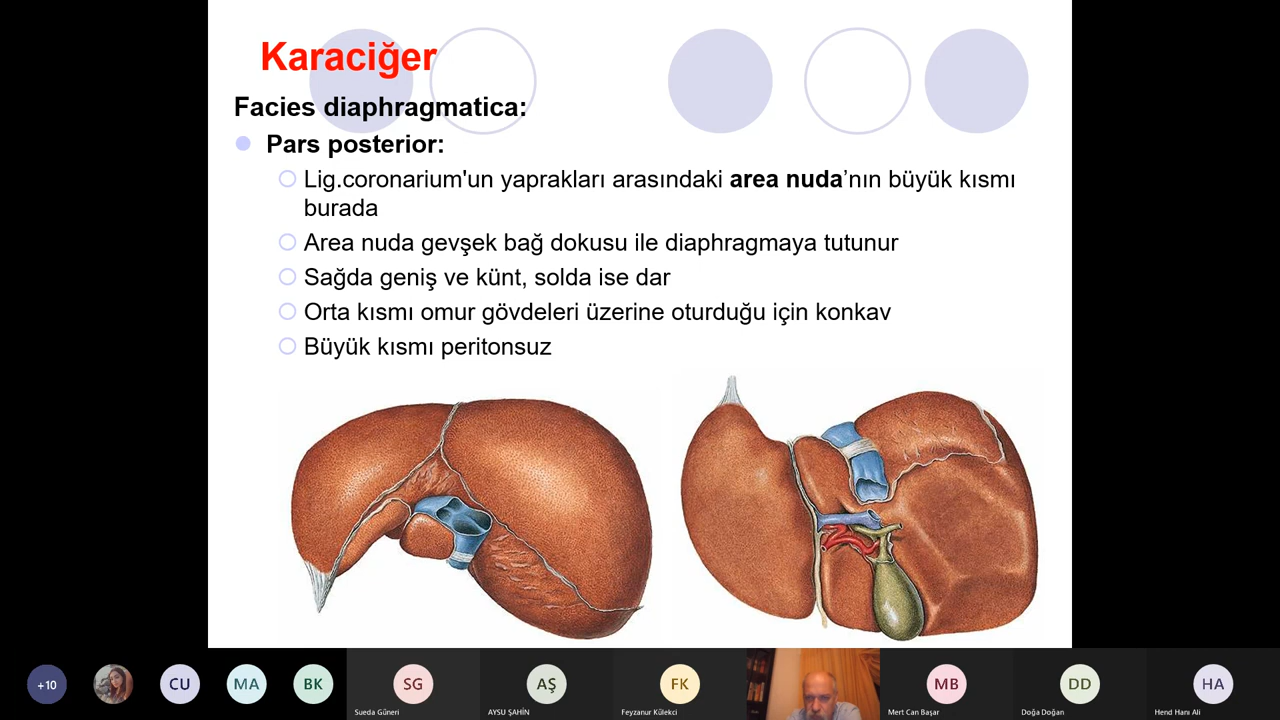 Karaciğer
Facies diaphragmatica:
Pars posterior:
Lig.coronarium'un yaprakları arasındaki area nuda’nın büyük kısmı
burada
Area nuda gevşek bağ dokusu ile diaphragmaya tutunur
Sağda geniş ve künt, solda ise dar
Orta kısmı omur gövdeleri üzerine oturduğu için konkav
Büyük kısmı peritonsuz
+10
CU
MA
BK
SG
AŞ
FK
MB
DD
HA
Sueda Güneri
AYSU ŞAHİN
Feyzanur Külekci
Mert Can Başar
Doğa Doğan
Hend Hani Ali